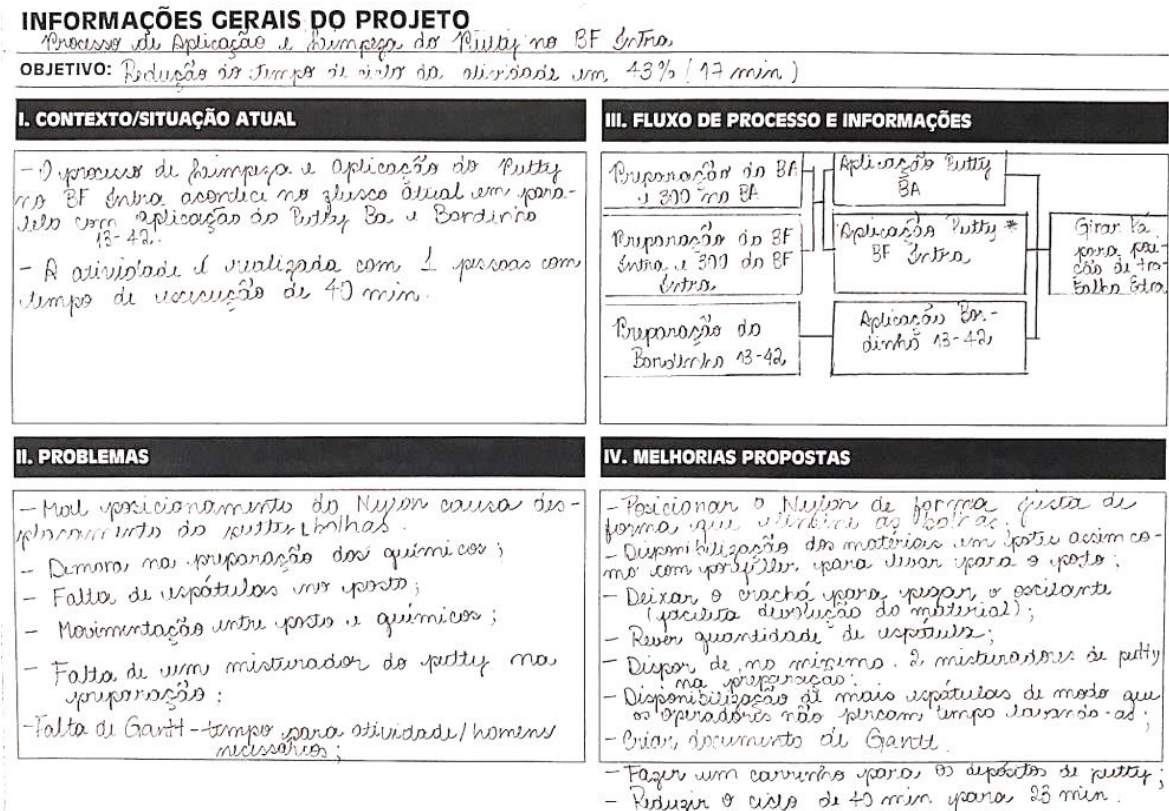 INFORMAÇÕES GERAIS DO PROJETO
Processo de Aplicação e Limpeza do Putty no BF Intra
OBJETIVO: Redução do tempo de ciclo da atividade em 43% (17 min)
I. CONTEXTO/SITUAÇÃO ATUAL
- O processo de Limpeza e aplicação do Putty
no BF Intra acontece no fluxo atual em para-
lelo com aplicação do Putty Ba e Bordinho
13-42.
- A atividade é realizada com 1 pessoas com
tempo de execução de 40 min.
III. FLUXO DE PROCESSO E INFORMAÇÕES
Preparação do BA
e 300 no BA
Preparação do BF
Intra e 300 do BF
Intra
Preparação do
Bordinho 13-42
Aplicação Putty
BA
Aplicação Putty *
BF Intra
Aplicação Bor-
dinho 13-42
Girar Pá
para posi-
ção de tra-
balho Extra
II. PROBLEMAS
- Mal posicionamento do Nylon causa des-
placamento do putty bolhas.
- Demora na preparação dos químicos;
- Falta de espátulas no posto;
- Movimentação entre posto e químicos;
- Falta de um misturador do putty na
preparação;
- Falta de Gantt - tempo para atividade/homens
necessários;
IV. MELHORIAS PROPOSTAS
- Posicionar o Nylon de forma justa de
forma que elimine as bolhas;
- Disponibilização dos matériais em potes assim co-
mo com para levar para o posto;
- Deixar o crachá para pegar o oscilante
(facilita devolução do material);
- Rever quantidade de espátula;
- Dispor de no mínimo 2 misturadores de putty
na preparação;
- Disponibilização de mais espátulas de modo que
os operadores não percam tempo lavando-as;
- Criar documento de Gantt.
- Fazer um carrinho para os depósitos de putty;
- Reduzir o ciclo de 40 min para 23 min.